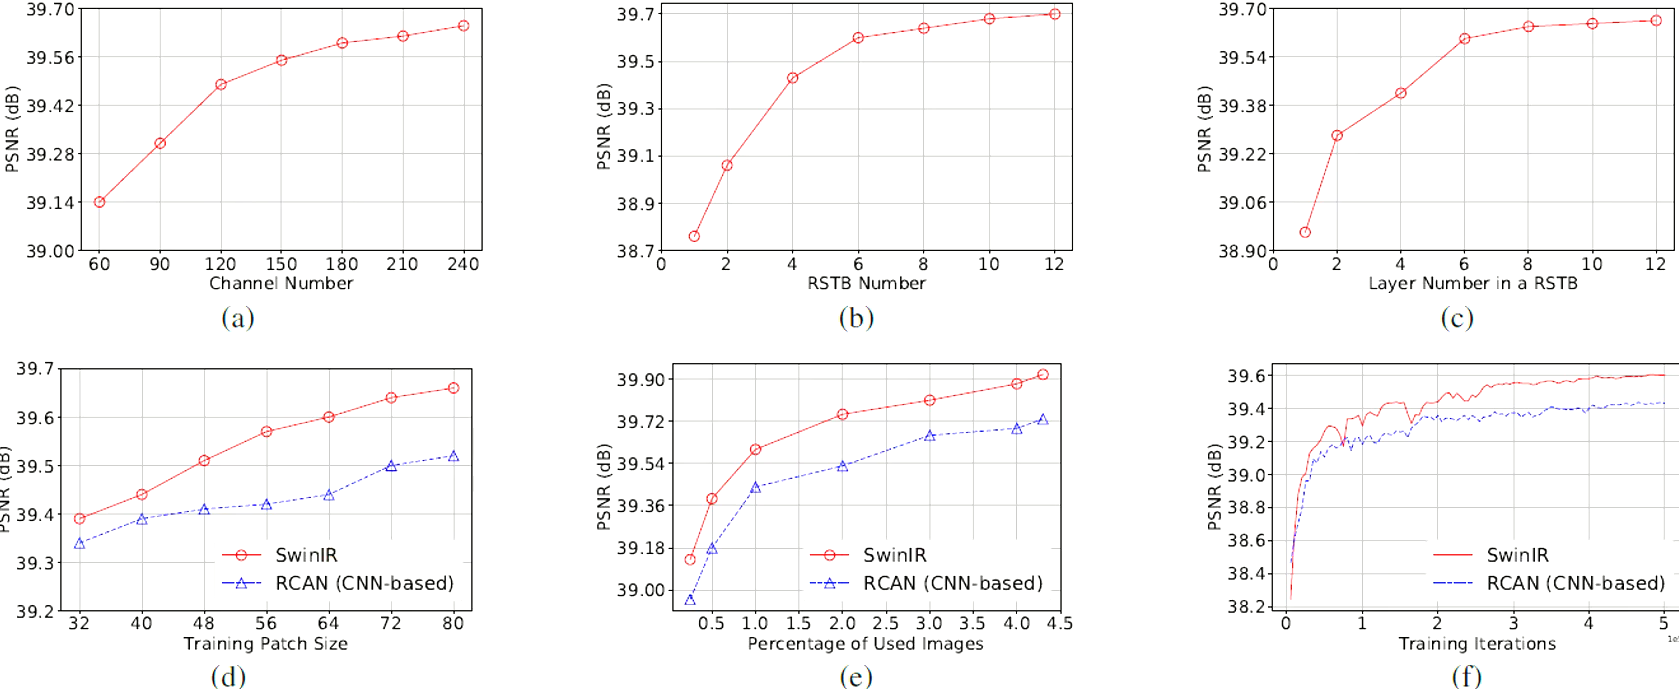 39.70
39.56
39.42
39.28
39.14
39.00
PSNR (dB)
60 90 120 150 180 210 240
Channel Number
(a)
39.7
39.5
39.3
39.1
38.9
38.7
PSNR (dB)
0 2 4 6 8 10 12
RSTB Number
(b)
39.70
39.54
39.38
39.22
39.06
38.90
PSNR (dB)
0 2 4 6 8 10 12
Layer Number in a RSTB
(c)
39.7
39.6
39.5
39.4
39.3
39.2
PSNR (dB)
SwinIR
RCAN (CNN-based)
32 40 48 56 64 72 80
Training Patch Size
(d)
39.90
39.72
39.54
39.36
39.18
39.00
PSNR (dB)
SwinIR
RCAN (CNN-based)
0.5 1.0 1.5 2.0 2.5 3.0 3.5 4.0 4.5
Percentage of Used Images
(e)
39.6
39.4
39.2
39.0
38.8
38.6
38.4
38.2
PSNR (dB)
SwinIR
RCAN (CNN-based)
0 1 2 3 4 5
Training Iterations
(f)